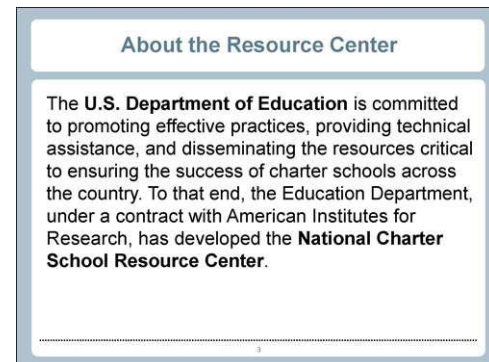 About the Resource Center
The U.S. Department of Education is committed
to promoting effective practices, providing technical
assistance, and disseminating the resources critical
to ensuring the success of charter schools across
the country. To that end, the Education Department,
under a contract with American Institutes for
Research, has developed the National Charter
School Resource Center.
3